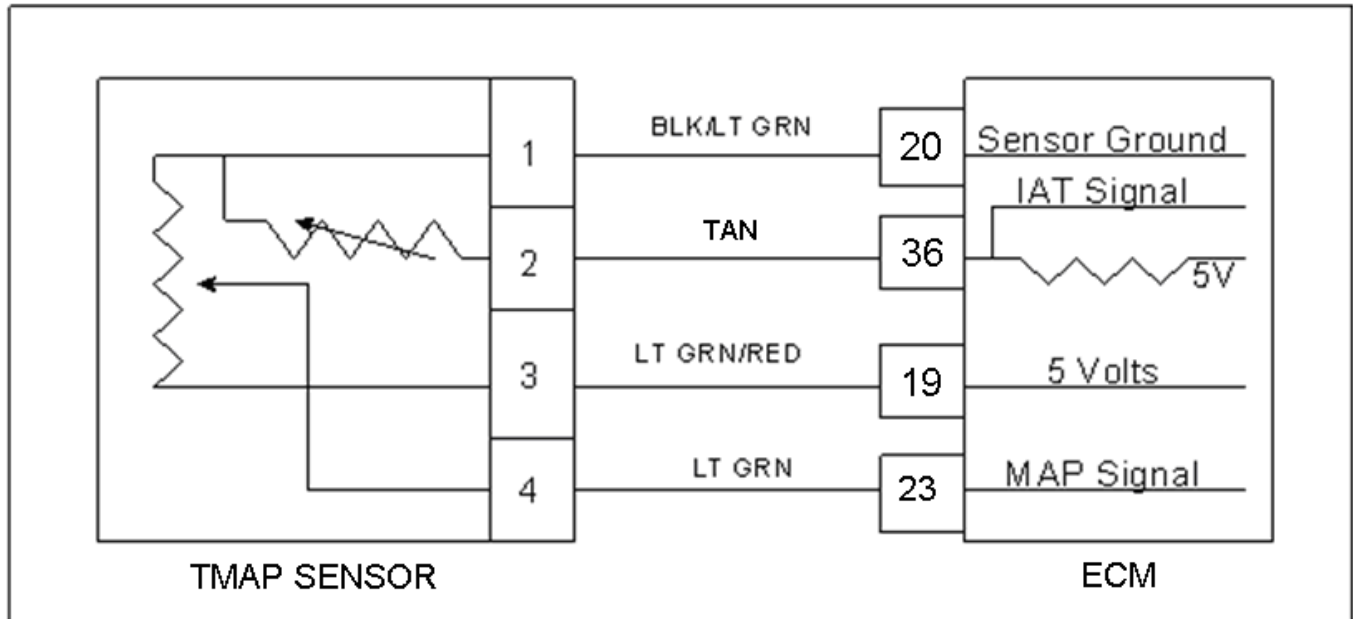 1
BLK/LT GRN
20
Sensor Ground
IAT Signal
2
TAN
36
5V
3
LT GRN/RED
19
5 Volts
4
LT GRN
23
MAP Signal
TMAP SENSOR
ECM